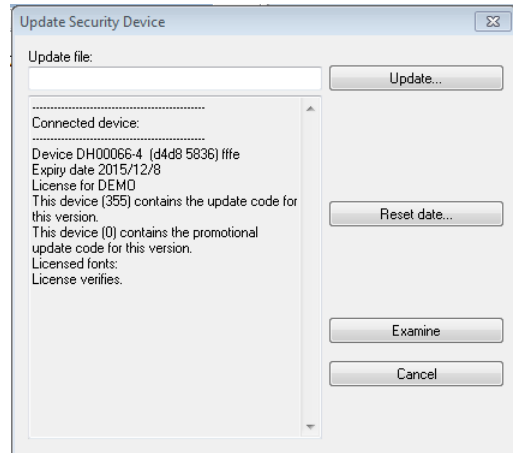 Update Security Device
Update file:
Update...
----------------------------------------------
Connected device:
----------------------------------------------
Device DH00066-4 (d4d8 5836) fffe
Expiry date 2015/12/8
License for DEMO
This device (355) contains the update code for
this version.
This device (0) contains the promotional
update code for this version.
Licensed fonts:
License verifies.
Reset date...
Examine
Cancel